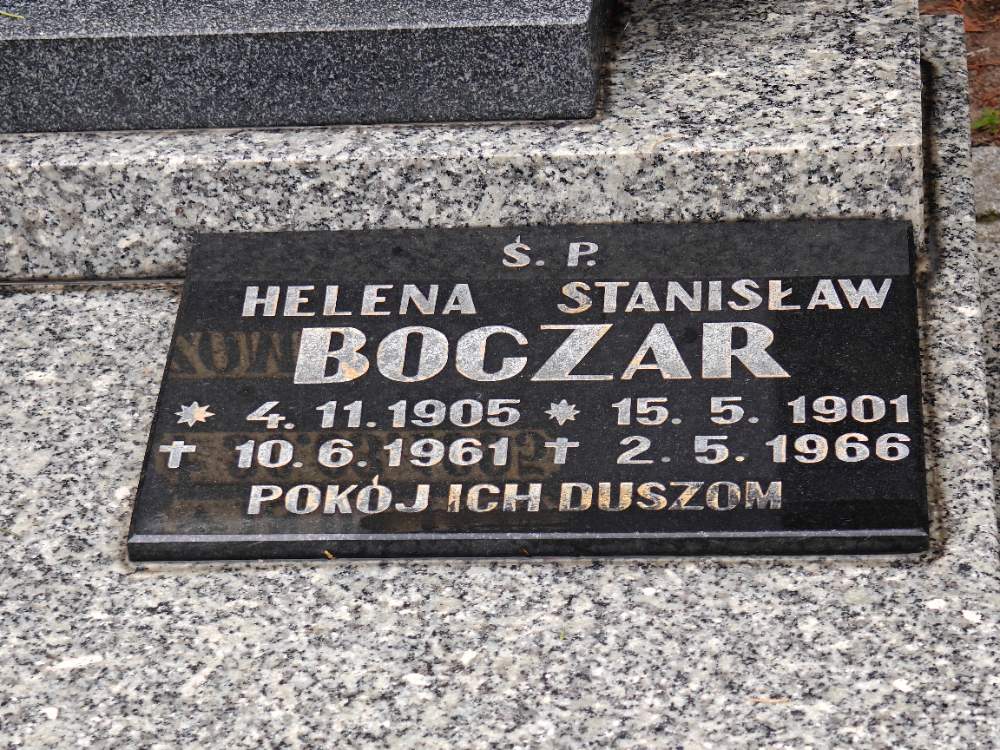 Ś. P.
HELENA STANISŁAW
BOCZAR
* 4. 11. 1905 * 15. 5. 1901
† 10. 6. 1961 † 2. 5. 1966
POKÓJ ICH DUSZOM